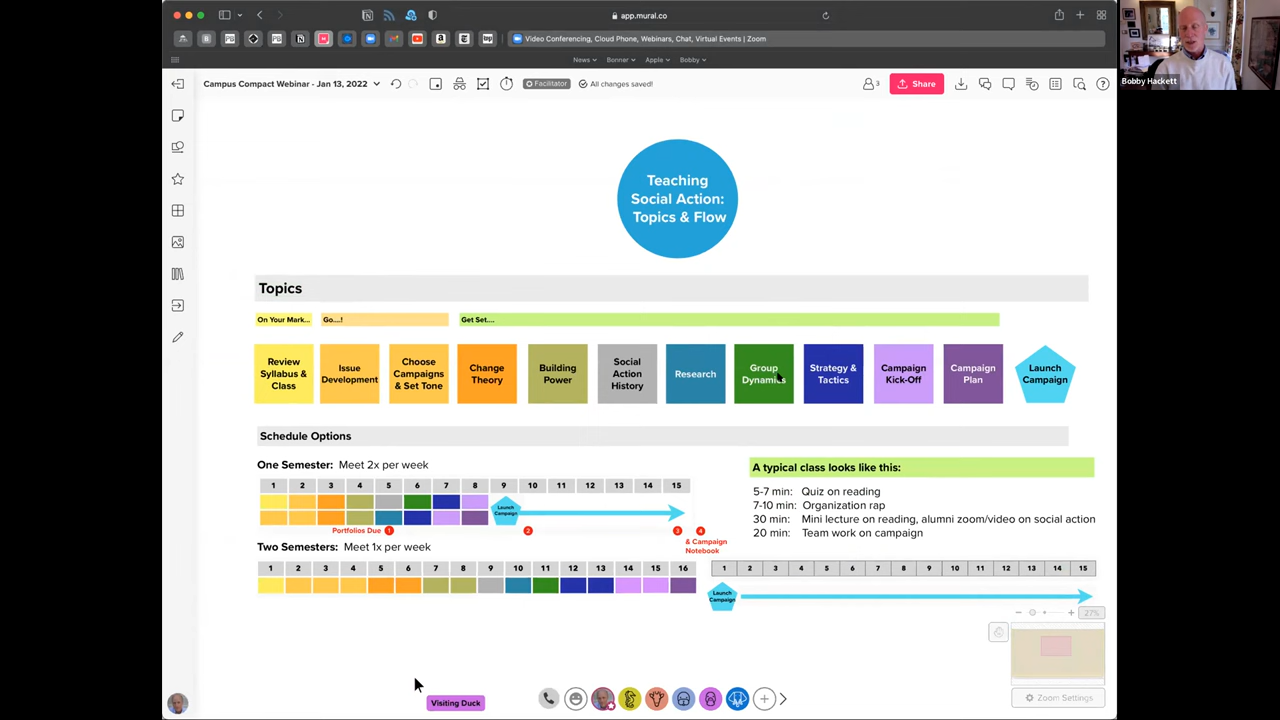 app.mural.co
Video Conferencing, Cloud Phone, Webinars, Chat, Virtual Events | Zoom
News
Bonner
Apple
Bobby
Bobby Hackett
Campus Compact Webinar - Jan 13, 2022
Facilitator
All changes saved!
3
Share
Teaching
Social Action:
Topics & Flow
Topics
On Your Mark...
Go....!
Get Set....
Review
Syllabus &
Class
Issue
Development
Choose
Campaigns
& Set Tone
Change
Theory
Building
Power
Social
Action
History
Research
Group
Dynamics
Strategy &
Tactics
Campaign
Kick-Off
Campaign
Plan
Launch
Campaign
Schedule Options
One Semester: Meet 2x per week
1 2 3 4 5 6 7 8 9 10 11 12 13 14 15
Launch
Campaign
Portfolios Due 1 2 3 4
& Campaign
Notebook
A typical class looks like this:
5-7 min: Quiz on reading
7-10 min: Organization rap
30 min: Mini lecture on reading, alumni zoom/video on social action
20 min: Team work on campaign
Two Semesters: Meet 1x per week
1 2 3 4 5 6 7 8 9 10 11 12 13 14 15 16
1 2 3 4 5 6 7 8 9 10 11 12 13 14 15
Launch
Campaign
27%
Zoom Settings
Visiting Duck